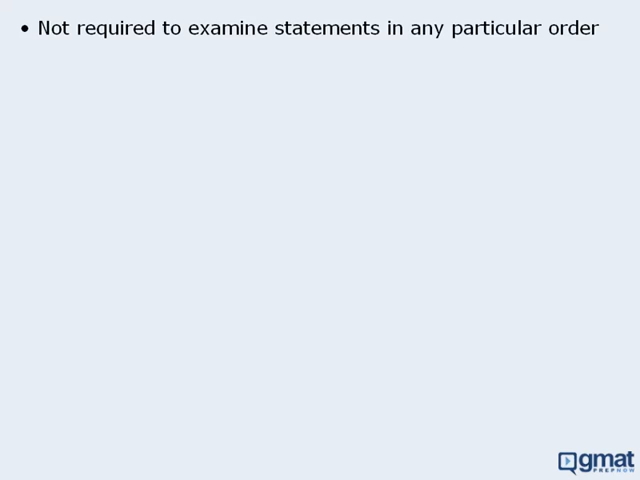 • Not required to examine statements in any particular order
gmat
PREPNOW